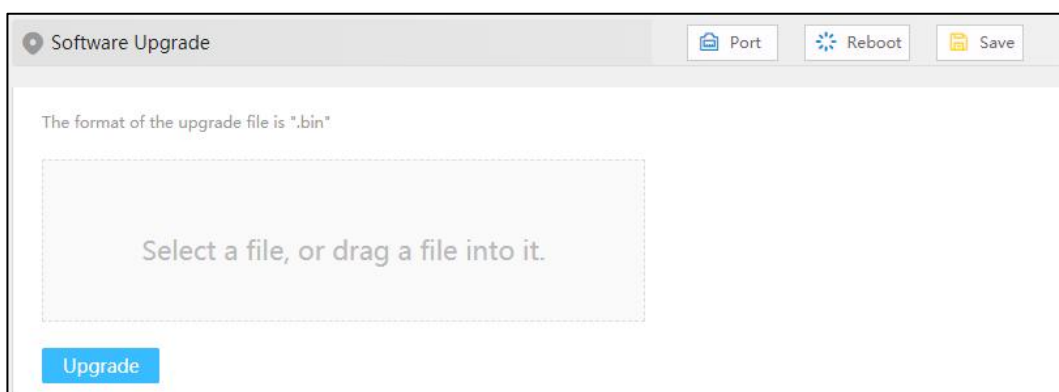 Software Upgrade
Port
Reboot
Save
The format of the upgrade file is ".bin"
Select a file, or drag a file into it.
Upgrade